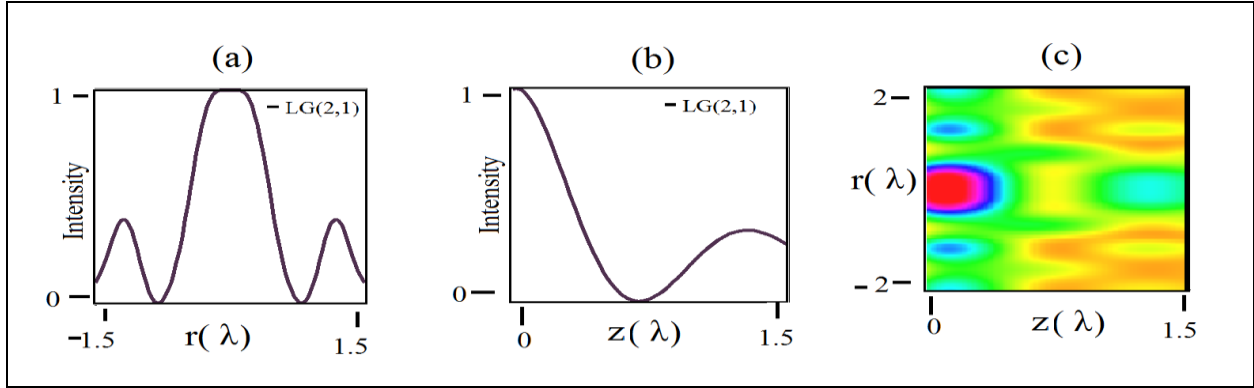 (a)
1
LG(2,1)
Intensity
0
−1.5
r( λ)
1.5
(b)
1
LG(2,1)
Intensity
0
0
z( λ)
1.5
(c)
2
r( λ)
-2
0
z( λ)
1.5